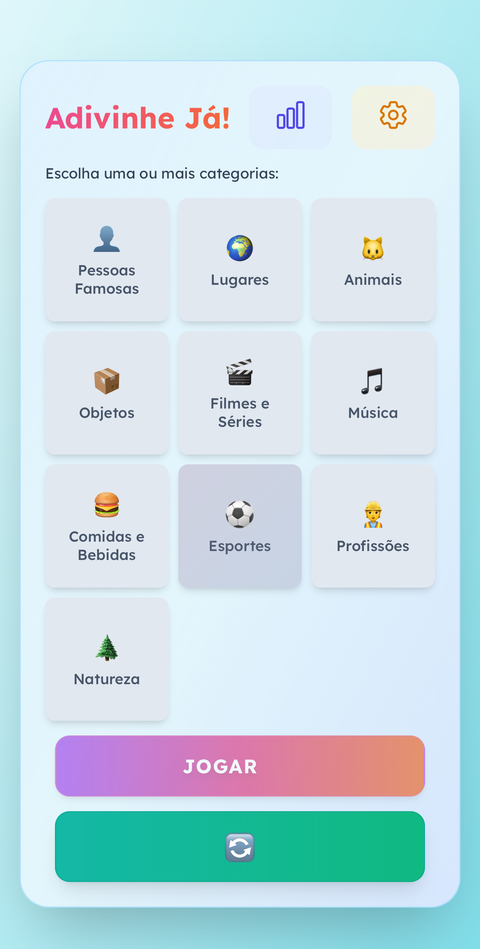 Adivinhe Já!
Escolha uma ou mais categorias:
Pessoas
Famosas
Lugares
Animais
Objetos
Filmes e
Séries
Música
Comidas e
Bebidas
Esportes
Profissões
Natureza
JOGAR